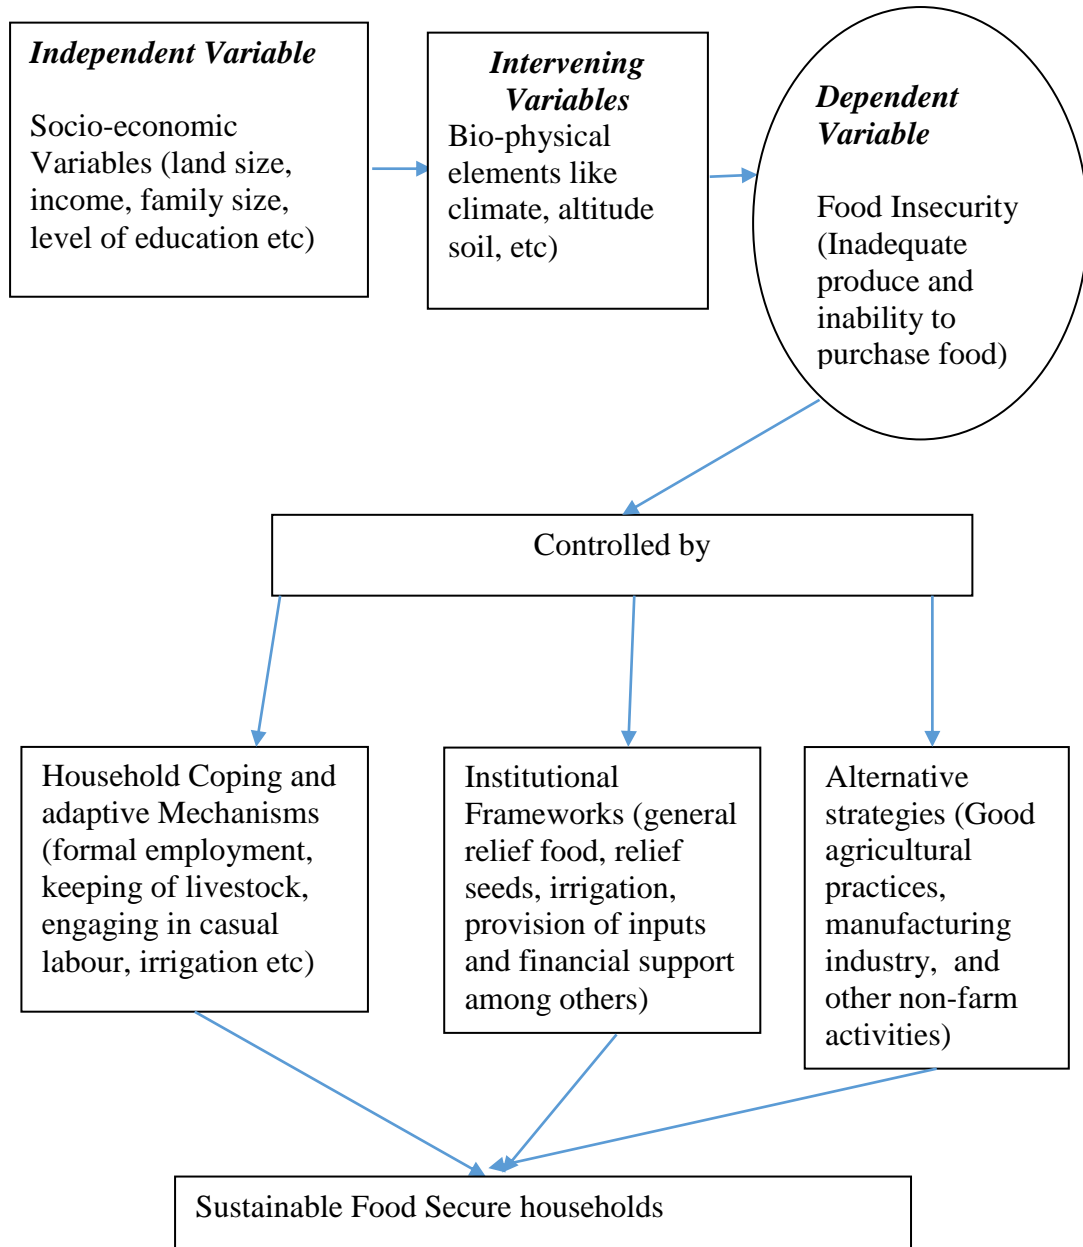 Independent Variable
Socio-economic
Variables (land size,
income, family size,
level of education etc)
Intervening
Variables
Bio-physical
elements like
climate, altitude
soil, etc)
Dependent
Variable
Food Insecurity
(Inadequate
produce and
inability to
purchase food)
Controlled by
Household Coping and
adaptive Mechanisms
(formal employment,
keeping of livestock,
engaging in casual
labour, irrigation etc)
Institutional
Frameworks (general
relief food, relief
seeds, irrigation,
provision of inputs
and financial support
among others)
Alternative
strategies (Good
agricultural
practices,
manufacturing
industry,  and
other non-farm
activities)
Sustainable Food Secure households